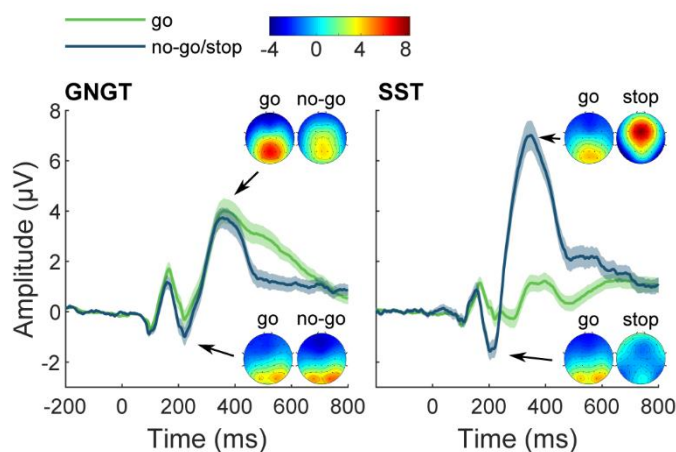 go
no-go/stop
-4 0 4 8
GNGT
go no-go
SST
go stop
Amplitude (µV)
8
6
4
2
0
-2
go no-go
go stop
-200 0 200 400 600 800
0 200 400 600 800
Time (ms)
Time (ms)